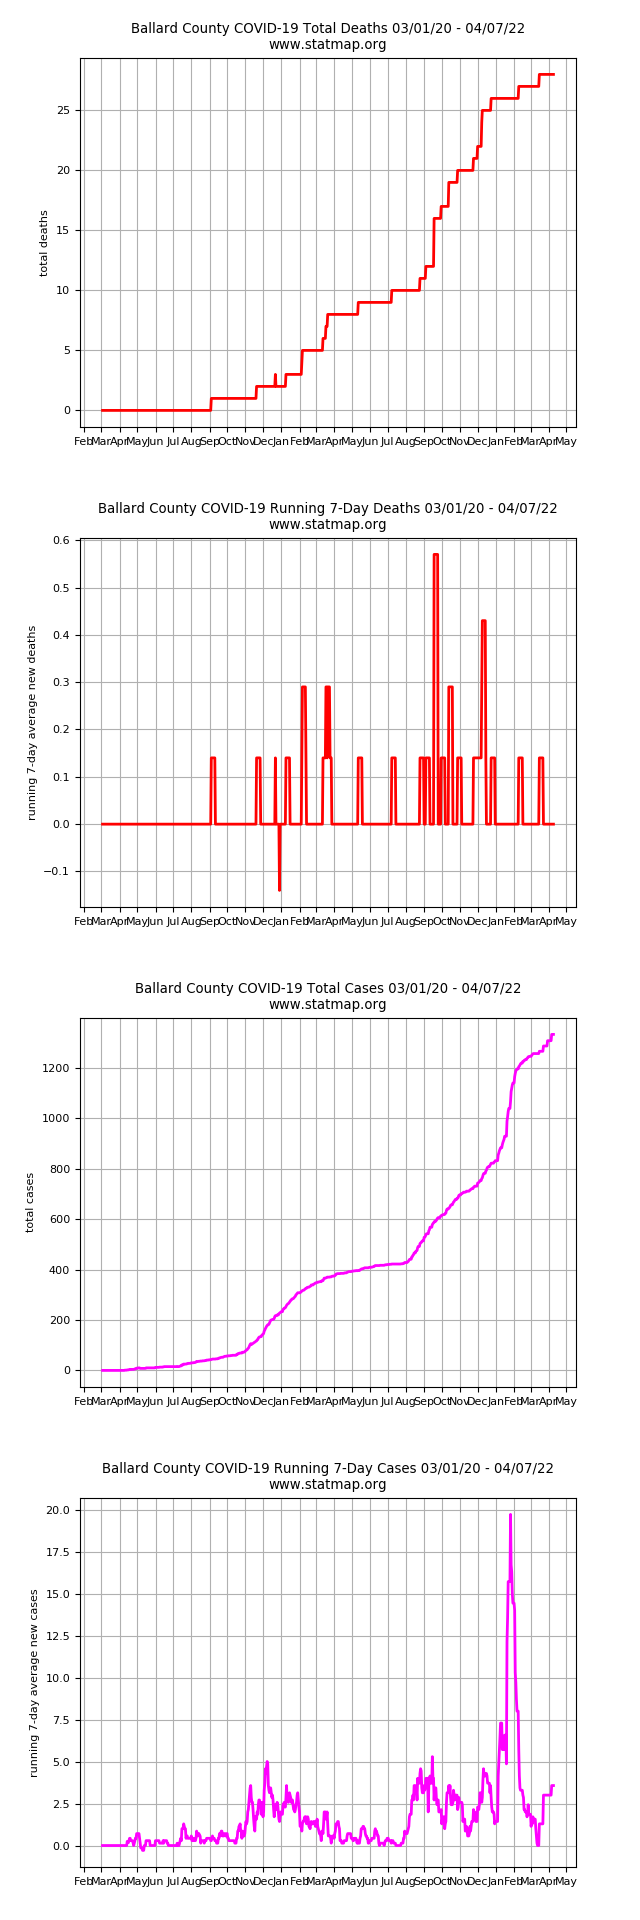 Ballard County COVID-19 Total Deaths 03/01/20 - 04/07/22
www.statmap.org
25
20
15
10
5
0
total deaths
Feb Mar Apr May Jun Jul Aug Sep Oct Nov Dec Jan Feb Mar Apr May Jun Jul Aug Sep Oct Nov Dec Jan Feb Mar Apr May
Ballard County COVID-19 Running 7-Day Deaths 03/01/20 - 04/07/22
www.statmap.org
0.6
0.5
0.4
0.3
0.2
0.1
0.0
−0.1
running 7-day average new deaths
Feb Mar Apr May Jun Jul Aug Sep Oct Nov Dec Jan Feb Mar Apr May Jun Jul Aug Sep Oct Nov Dec Jan Feb Mar Apr May
Ballard County COVID-19 Total Cases 03/01/20 - 04/07/22
www.statmap.org
1200
1000
800
600
400
200
0
total cases
Feb Mar Apr May Jun Jul Aug Sep Oct Nov Dec Jan Feb Mar Apr May Jun Jul Aug Sep Oct Nov Dec Jan Feb Mar Apr May
Ballard County COVID-19 Running 7-Day Cases 03/01/20 - 04/07/22
www.statmap.org
20.0
17.5
15.0
12.5
10.0
7.5
5.0
2.5
0.0
running 7-day average new cases
Feb Mar Apr May Jun Jul Aug Sep Oct Nov Dec Jan Feb Mar Apr May Jun Jul Aug Sep Oct Nov Dec Jan Feb Mar Apr May